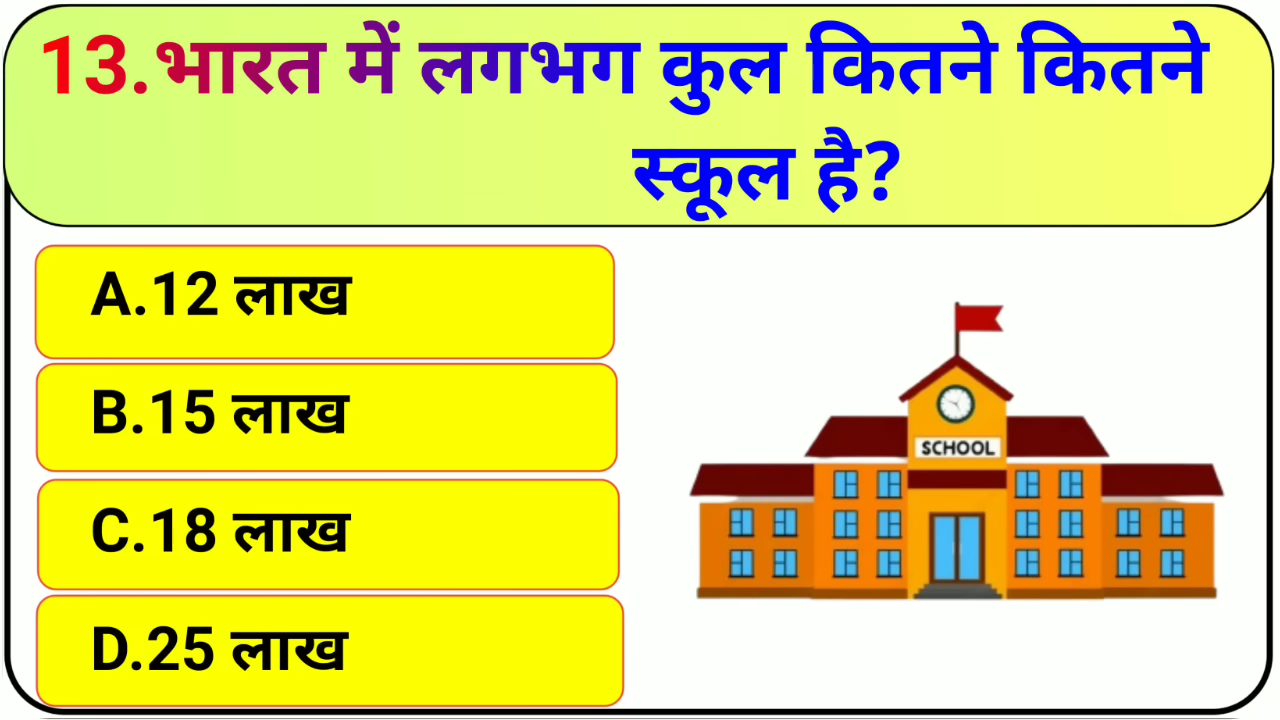 13.भारत में लगभग कुल कितने कितने
स्कूल है?
A.12 लाख
B.15 लाख
C.18 लाख
D.25 लाख
SCHOOL